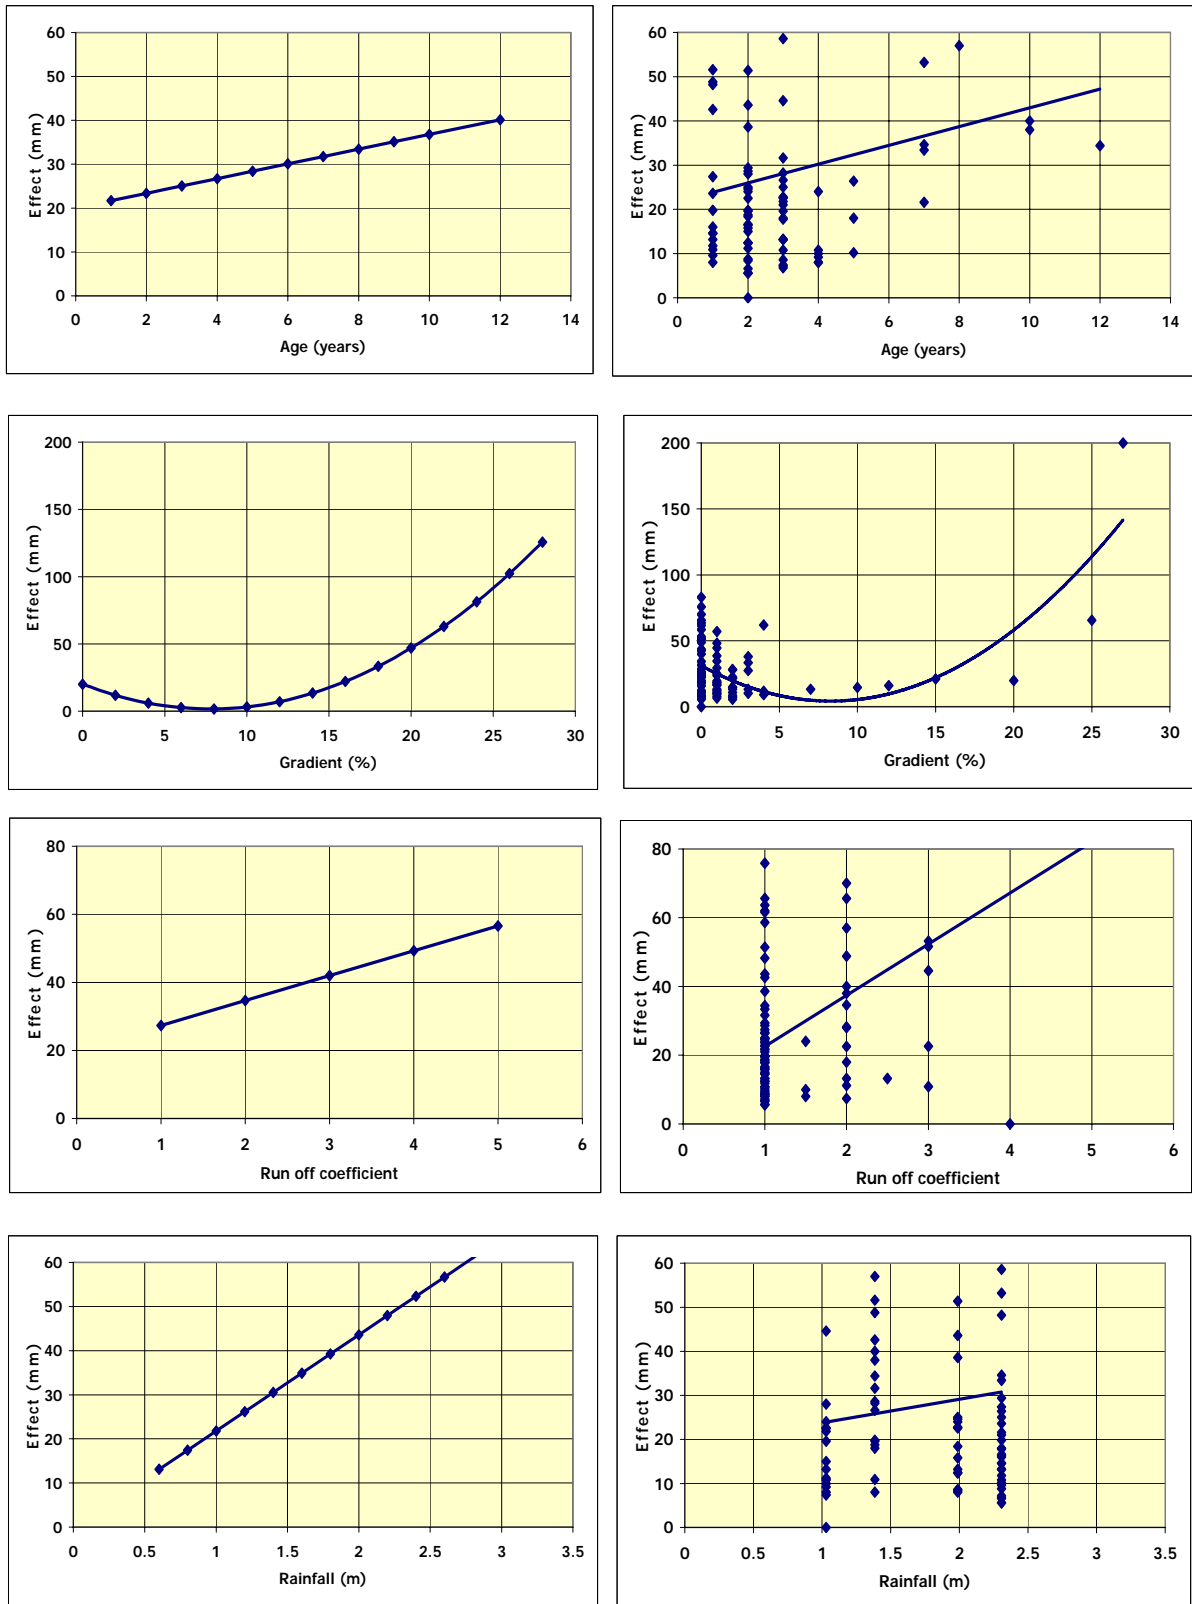 60
50
40
30
20
10
0
Effect (mm)
0 2 4 6 8 10 12 14
Age (years)
60
50
40
30
20
10
0
Effect (mm)
0 2 4 6 8 10 12 14
Age (years)
200
150
100
50
0
Effect (mm)
0 5 10 15 20 25 30
Gradient (%)
200
150
100
50
0
Effect (mm)
0 5 10 15 20 25 30
Gradient (%)
80
60
40
20
0
Effect (mm)
0 1 2 3 4 5 6
Run off coefficient
80
60
40
20
0
Effect (mm)
0 1 2 3 4 5 6
Run off coefficient
60
50
40
30
20
10
0
Effect (mm)
0 0.5 1 1.5 2 2.5 3 3.5
Rainfall (m)
60
50
40
30
20
10
0
Effect (mm)
0 0.5 1 1.5 2 2.5 3 3.5
Rainfall (m)